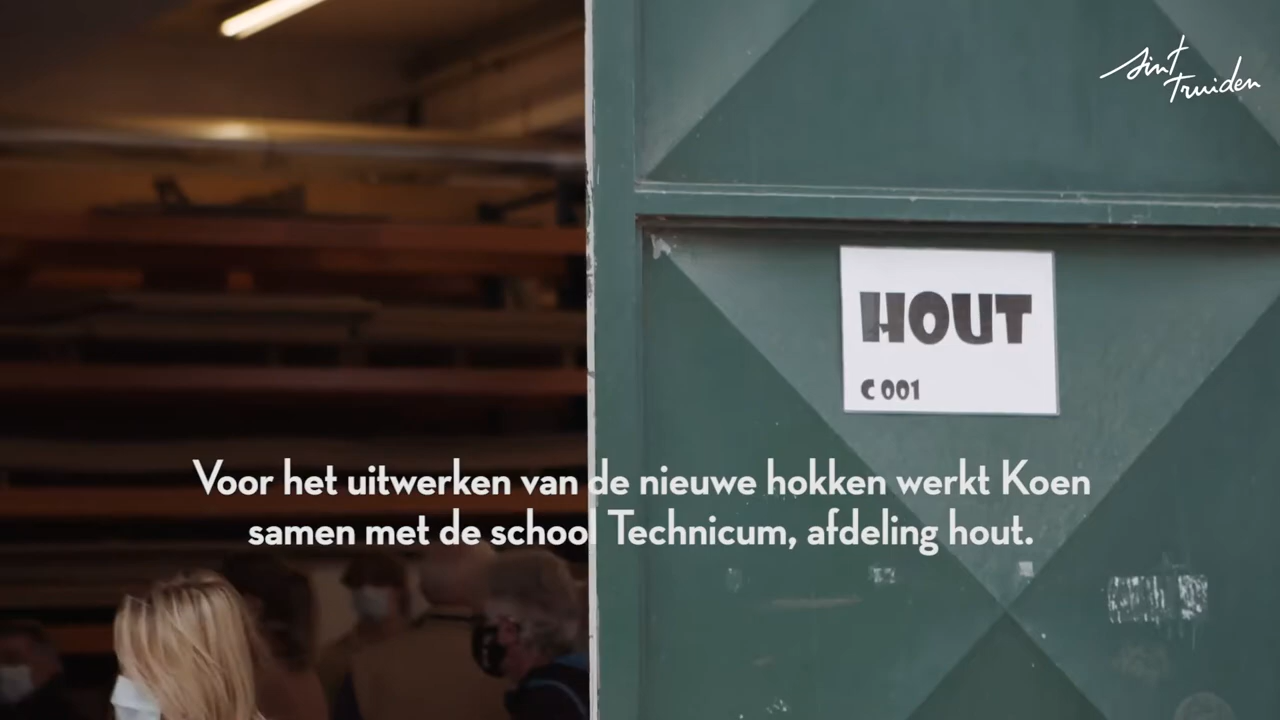 Sint
Truiden
HOUT
C 001
Voor het uitwerken van de nieuwe hokken werkt Koen
samen met de school Technicum, afdeling hout.